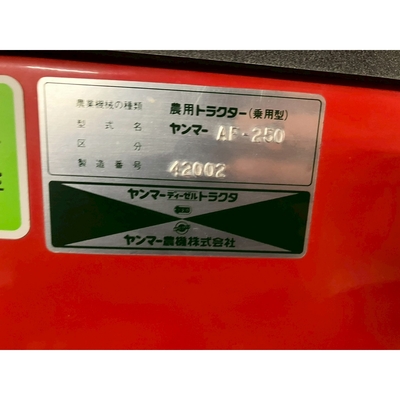 農業機械の種類 農用トラクター(乗用型)
型式名 ヤンマー AF-250
区分
製造番号 42002
ヤンマーディーゼルトラクタ
ヤンマー農機株式会社